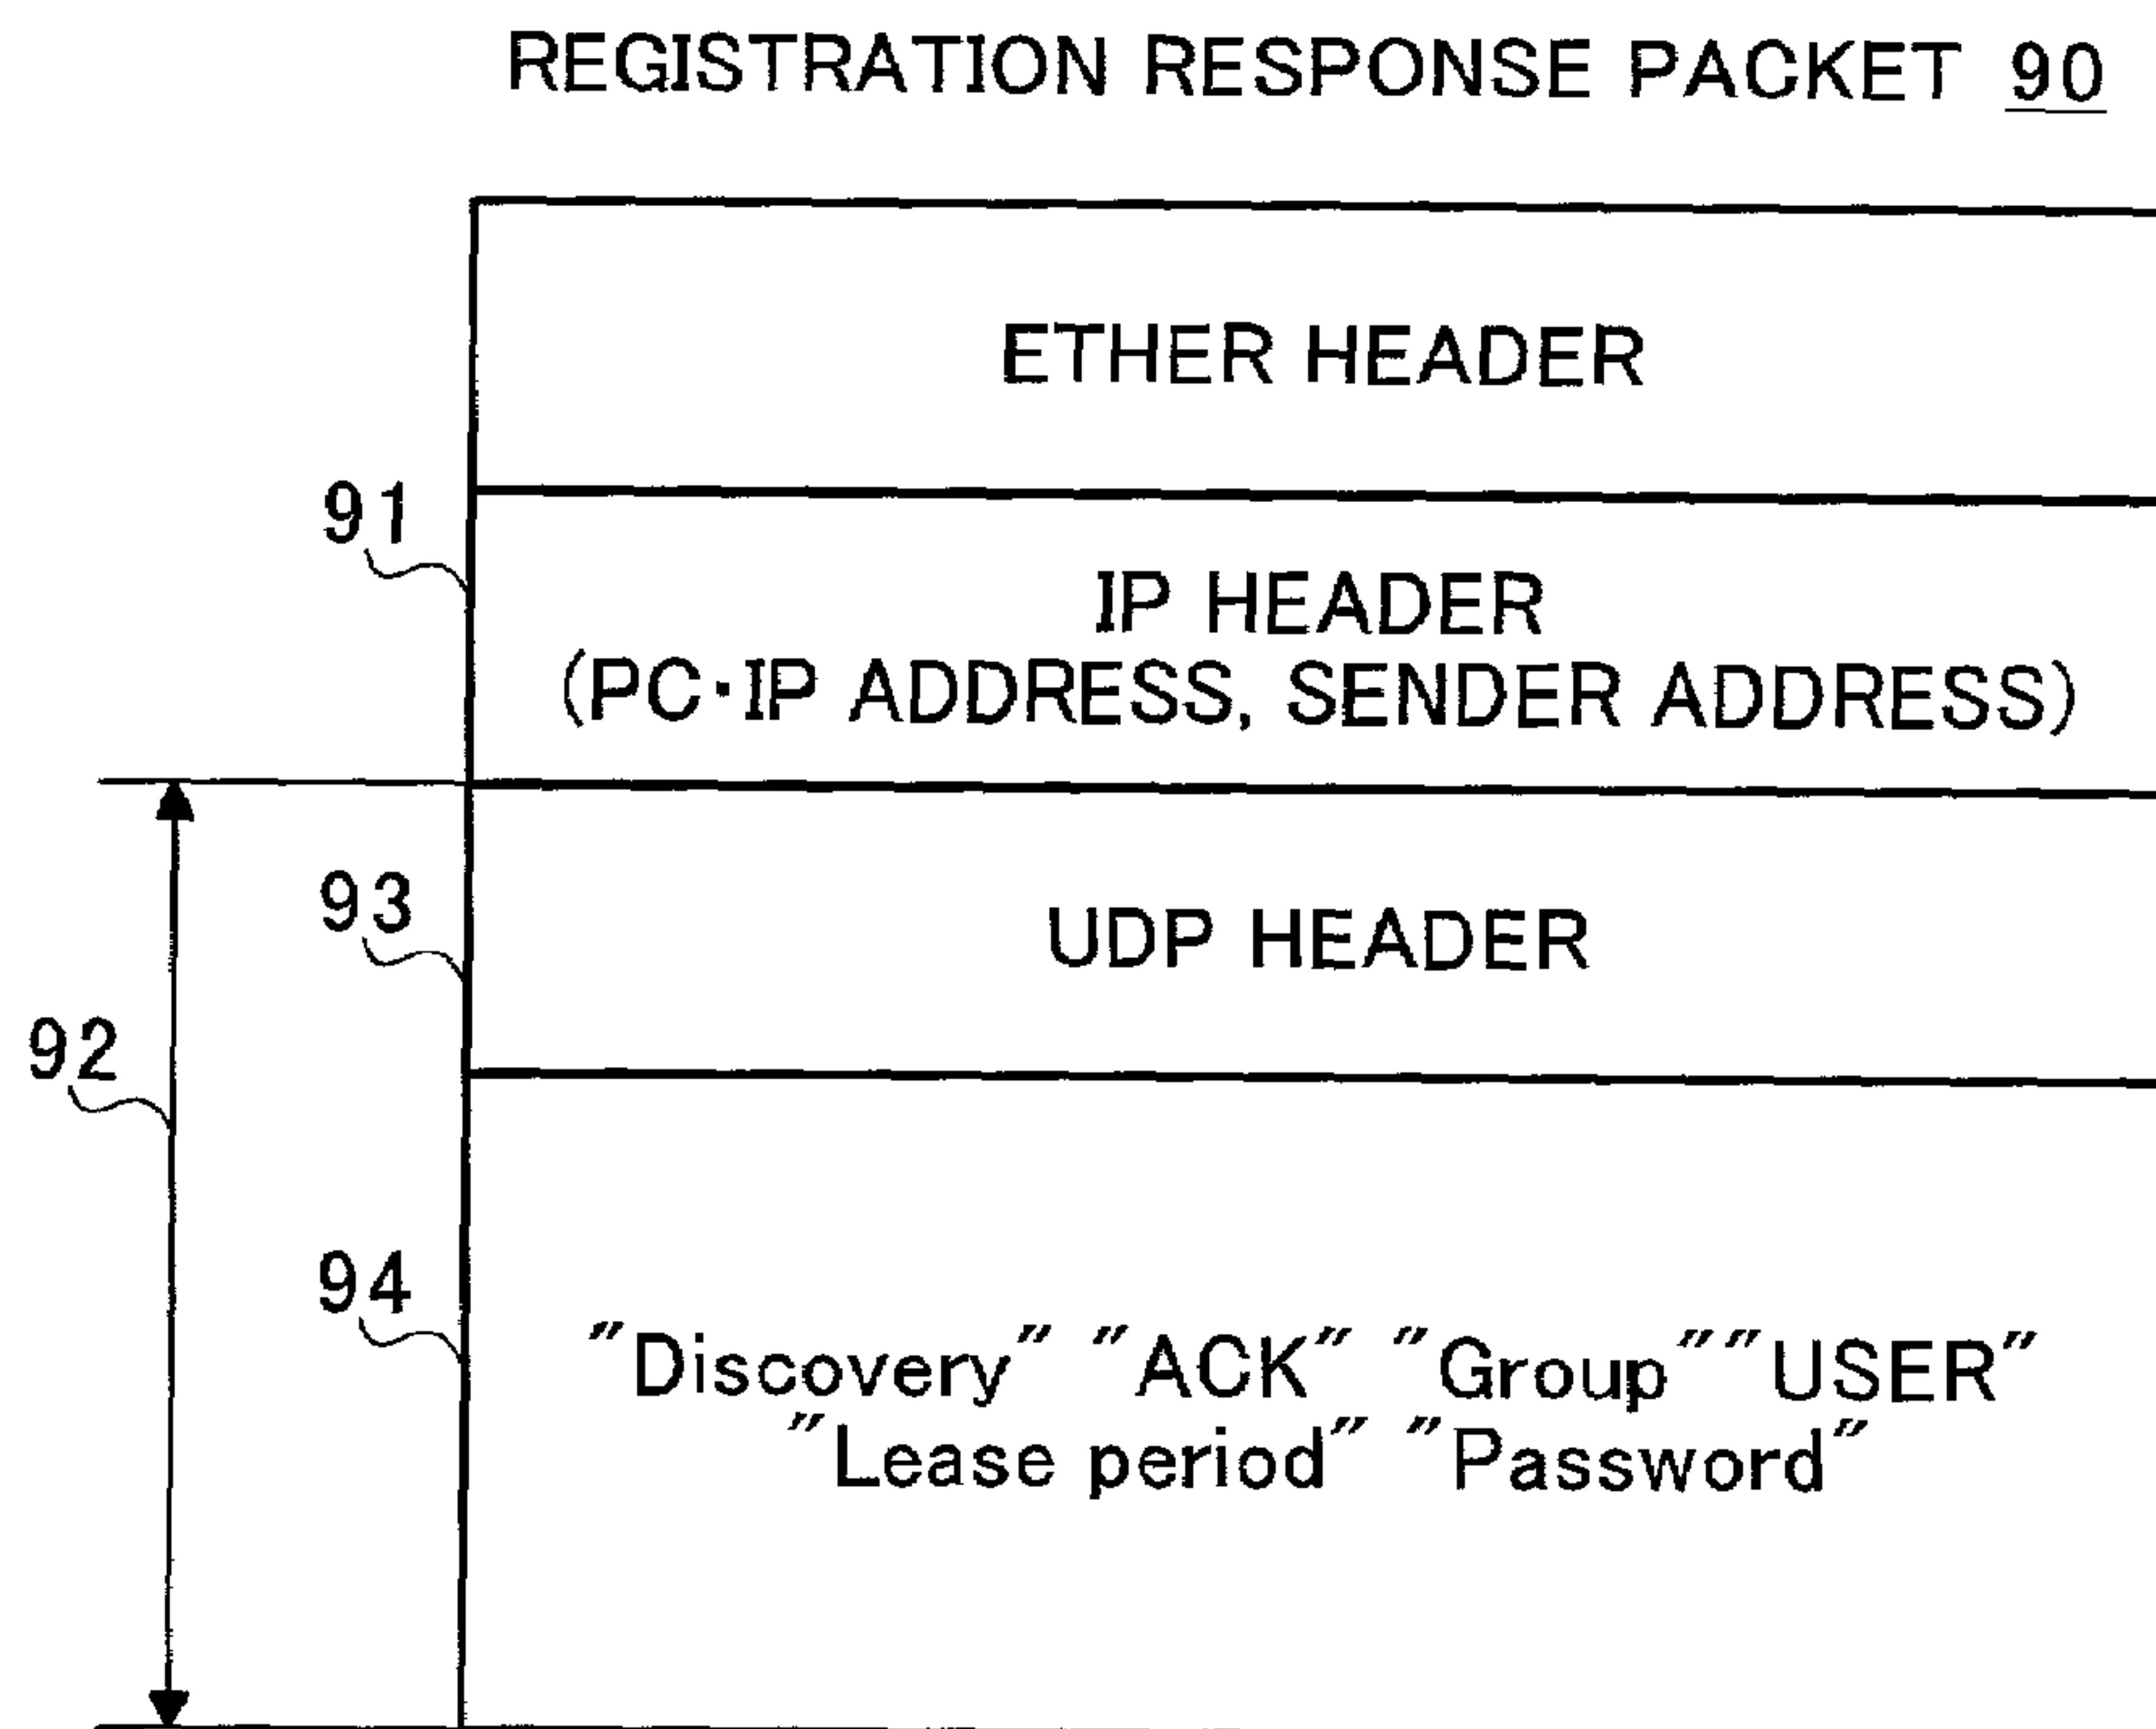 REGISTRATION RESPONSE PACKET 90
ETHER HEADER
91
IP HEADER
(PC·IP ADDRESS, SENDER ADDRESS)
93
UDP HEADER
92
94
"Discovery" "ACK" "Group""USER"
"Lease period" "Password"